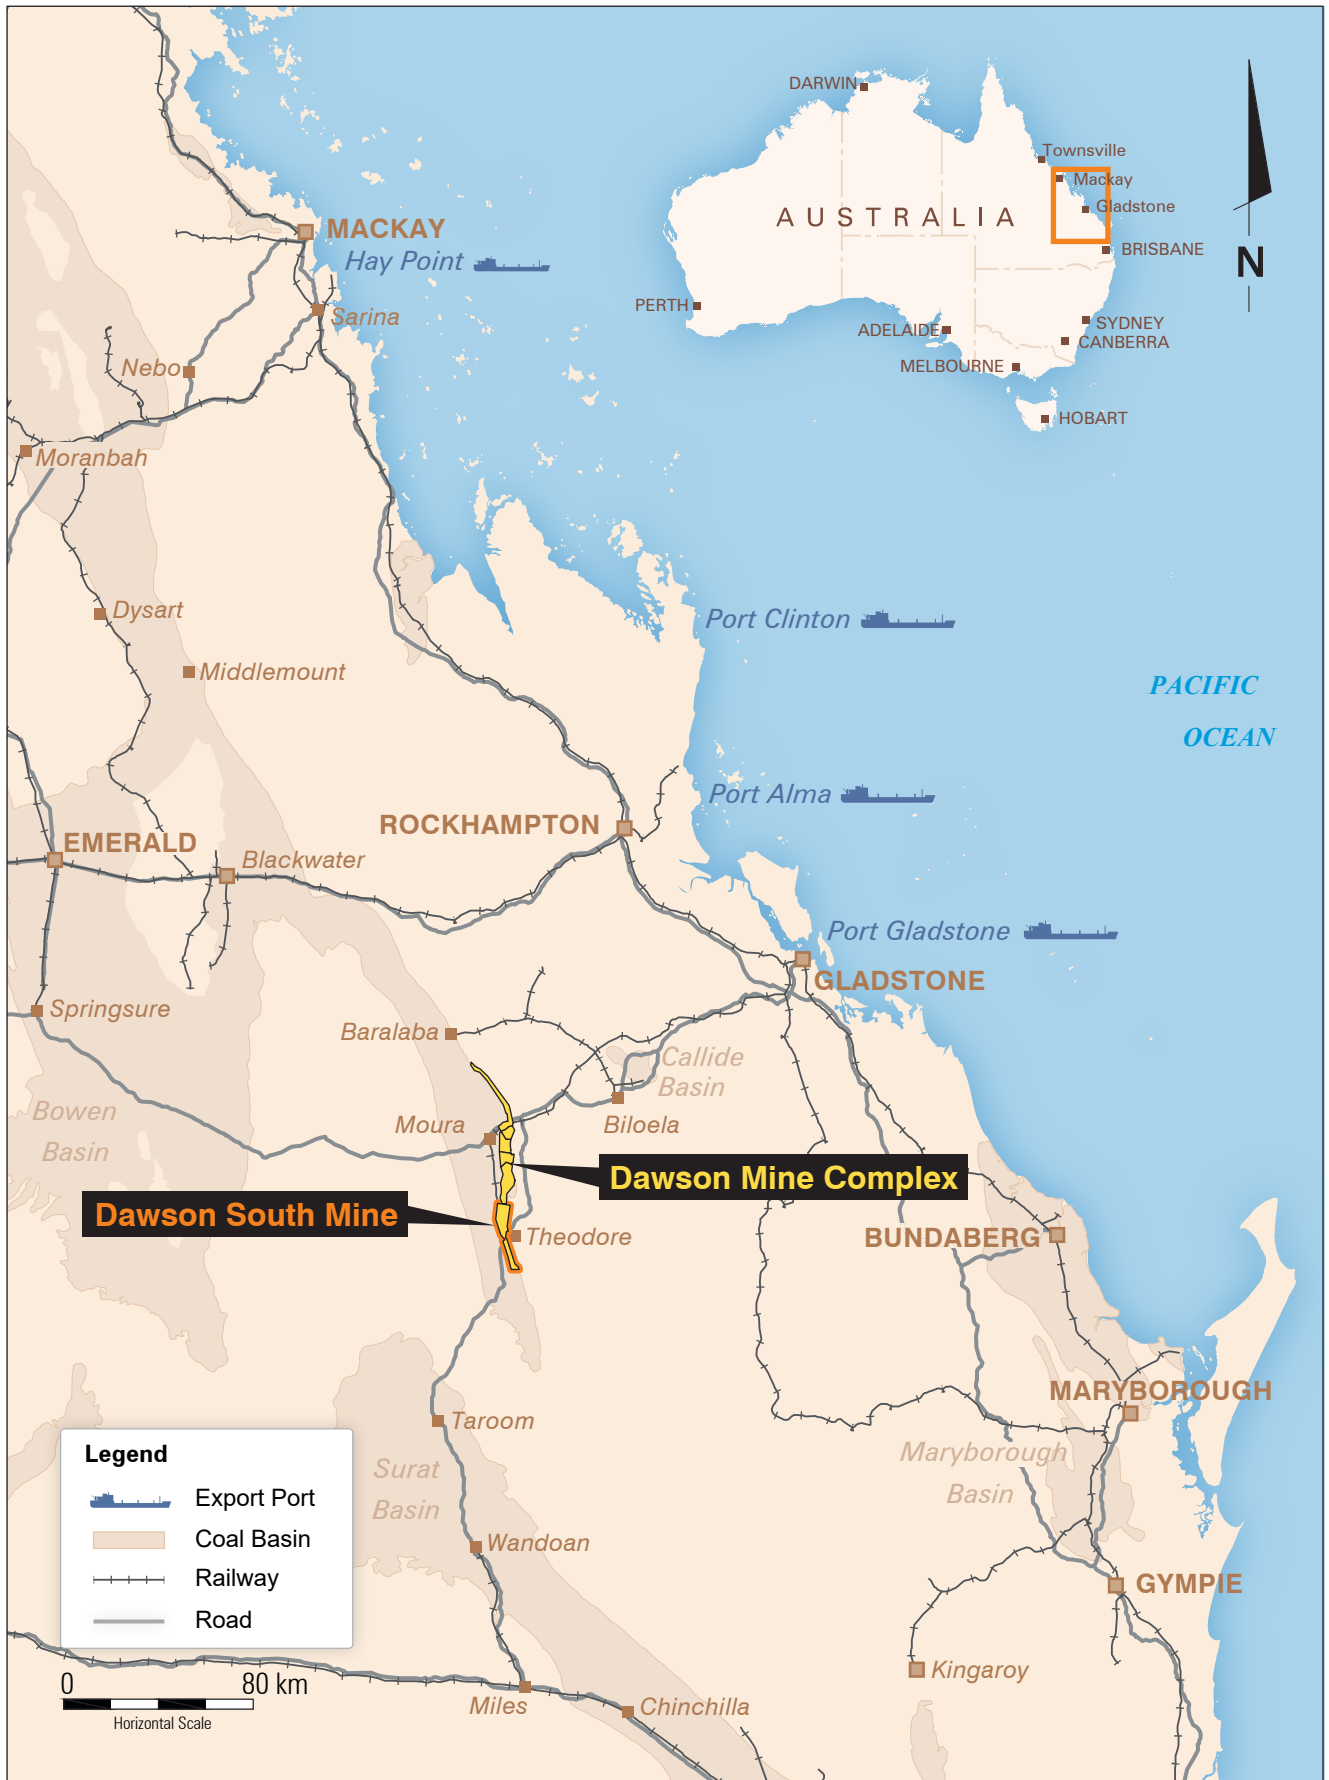 DARWIN
Townsville
Mackay
Gladstone
AUSTRALIA
BRISBANE
PERTH
ADELAIDE
SYDNEY
CANBERRA
MELBOURNE
HOBART
N
MACKAY
Hay Point
Sarina
Nebo
Moranbah
Dysart
Port Clinton
Middlemount
PACIFIC
OCEAN
Port Alma
ROCKHAMPTON
EMERALD
Blackwater
Port Gladstone
GLADSTONE
Springsure
Baralaba
Callide
Basin
Bowen
Basin
Moura
Biloela
Dawson Mine Complex
Dawson South Mine
Theodore
BUNDABERG
MARYBOROUGH
Taroom
Maryborough
Basin
Surat
Basin
Wandoan
GYMPIE
Kingaroy
Miles
Chinchilla
Legend
Export Port
Coal Basin
Railway
Road
0 80 km
Horizontal Scale